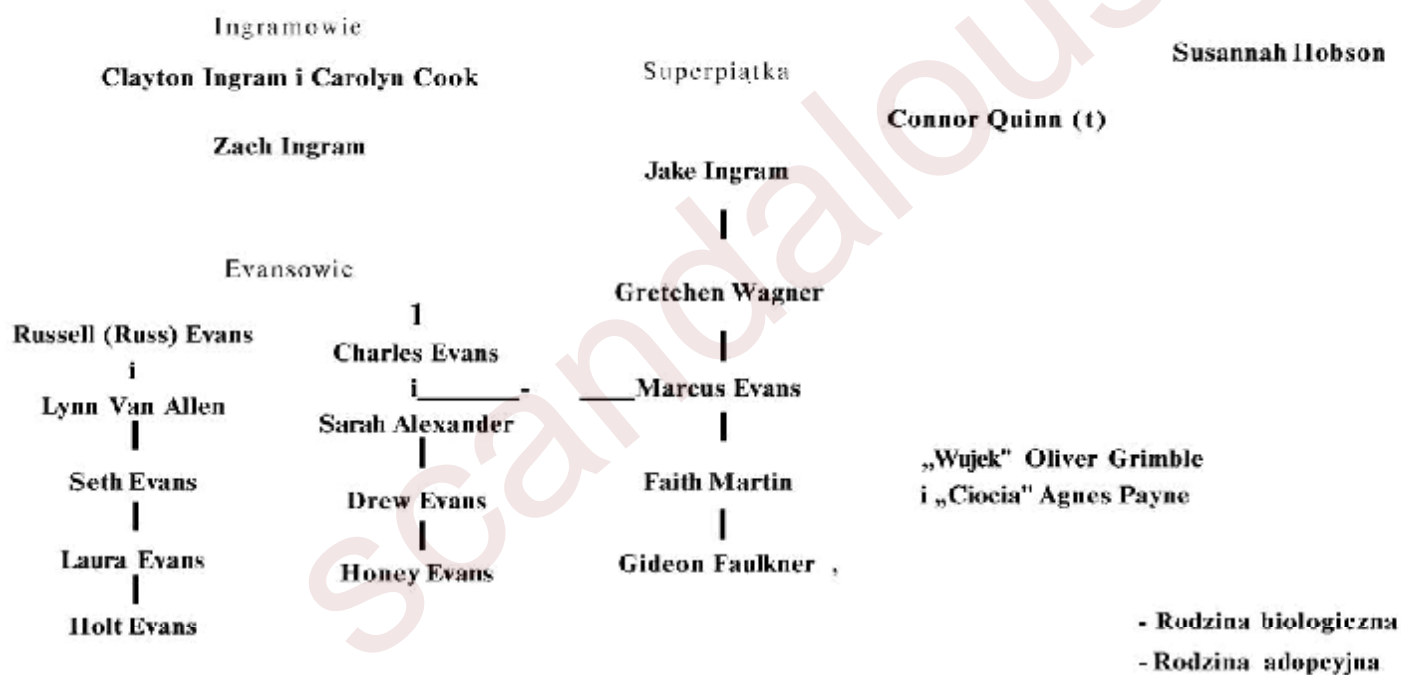 Ingramowie
Clayton Ingram i Carolyn Cook
Zach Ingram
Superpiątka
Susannah Hobson
Connor Quinn (t)
Jake Ingram
Gretchen Wagner
Marcus Evans
Faith Martin
Gideon Faulkner ,
Evansowie
Russell (Russ) Evans
i
Lynn Van Allen
Seth Evans
Laura Evans
Holt Evans
1
Charles Evans
i______-    ____
Sarah Alexander
Drew Evans
Honey Evans
„Wujek" Oliver Grimble
i „Ciocia" Agnes Payne
- Rodzina biologiczna
- Rodzina adopcyjna
scandalous